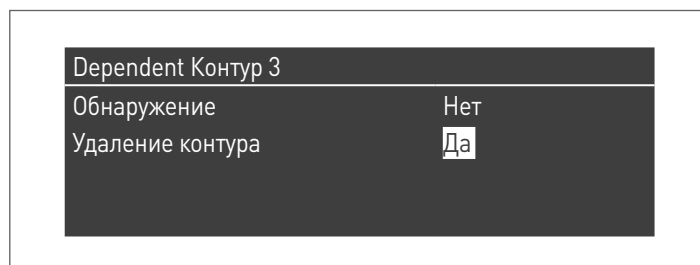 Dependent Контур 3
Обнаружение Нет
Удаление контура Да